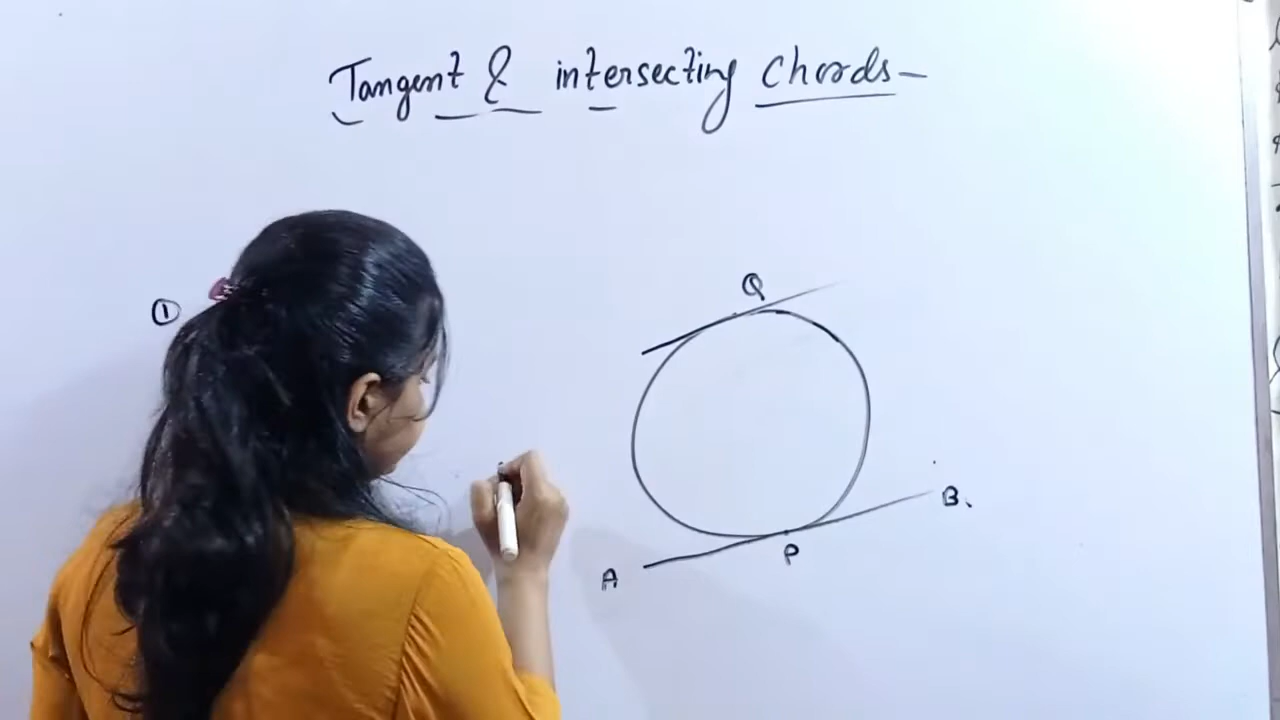 Tangent & intersecting Chords -
①
Q
B.
P
A